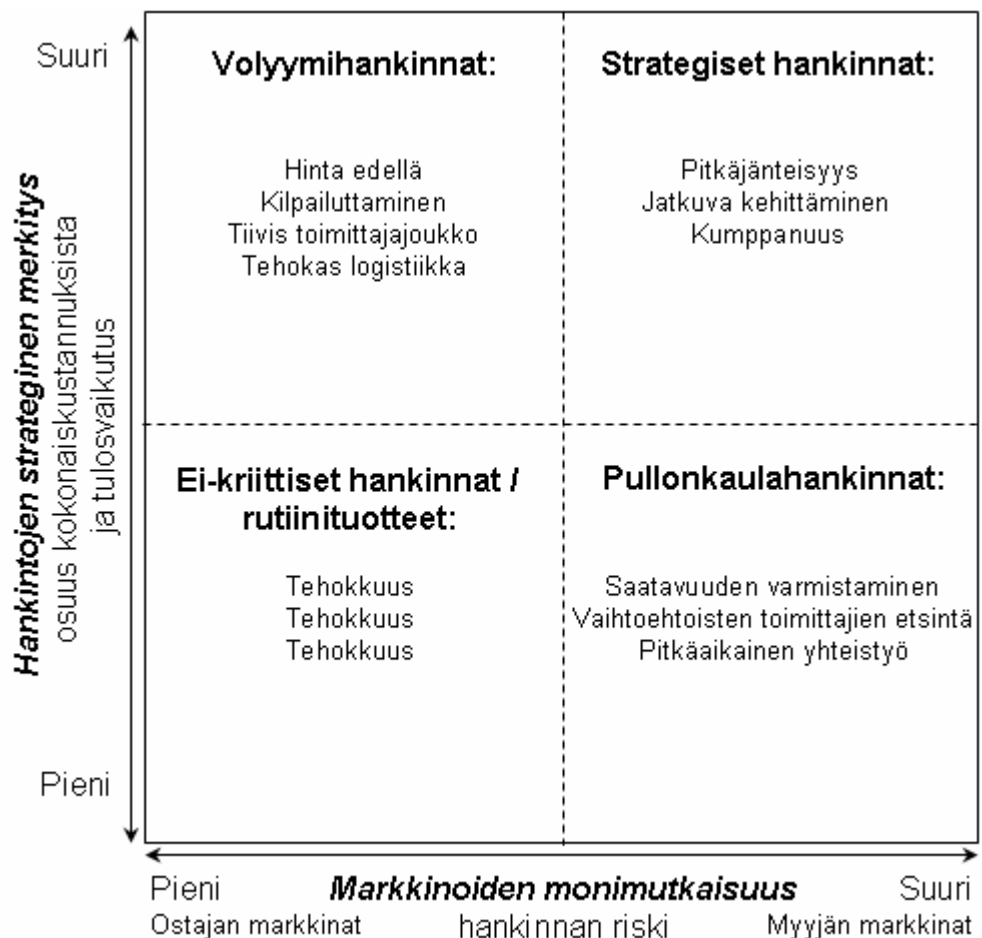 Suuri
Volyymihankinnat:
Hinta edellä
Kilpailuttaminen
Tiivis toimittajajoukko
Tehokas logistiikka
Strategiset hankinnat:
Pitkäjänteisyys
Jatkuva kehittäminen
Kumppanuus
Hankintojen strateginen merkitys
osuus kokonaiskustannuksista
ja tulosvaikutus
Ei-kriittiset hankinnat /
rutiinituotteet:
Tehokkuus
Tehokkuus
Tehokkuus
Pullonkaulahankinnat:
Saatavuuden varmistaminen
Vaihtoehtoisten toimittajien etsintä
Pitkäaikainen yhteistyö
Pieni
Pieni Markkinoiden monimutkaisuus Suuri
Ostajan markkinat hankinnan riski Myyjän markkinat